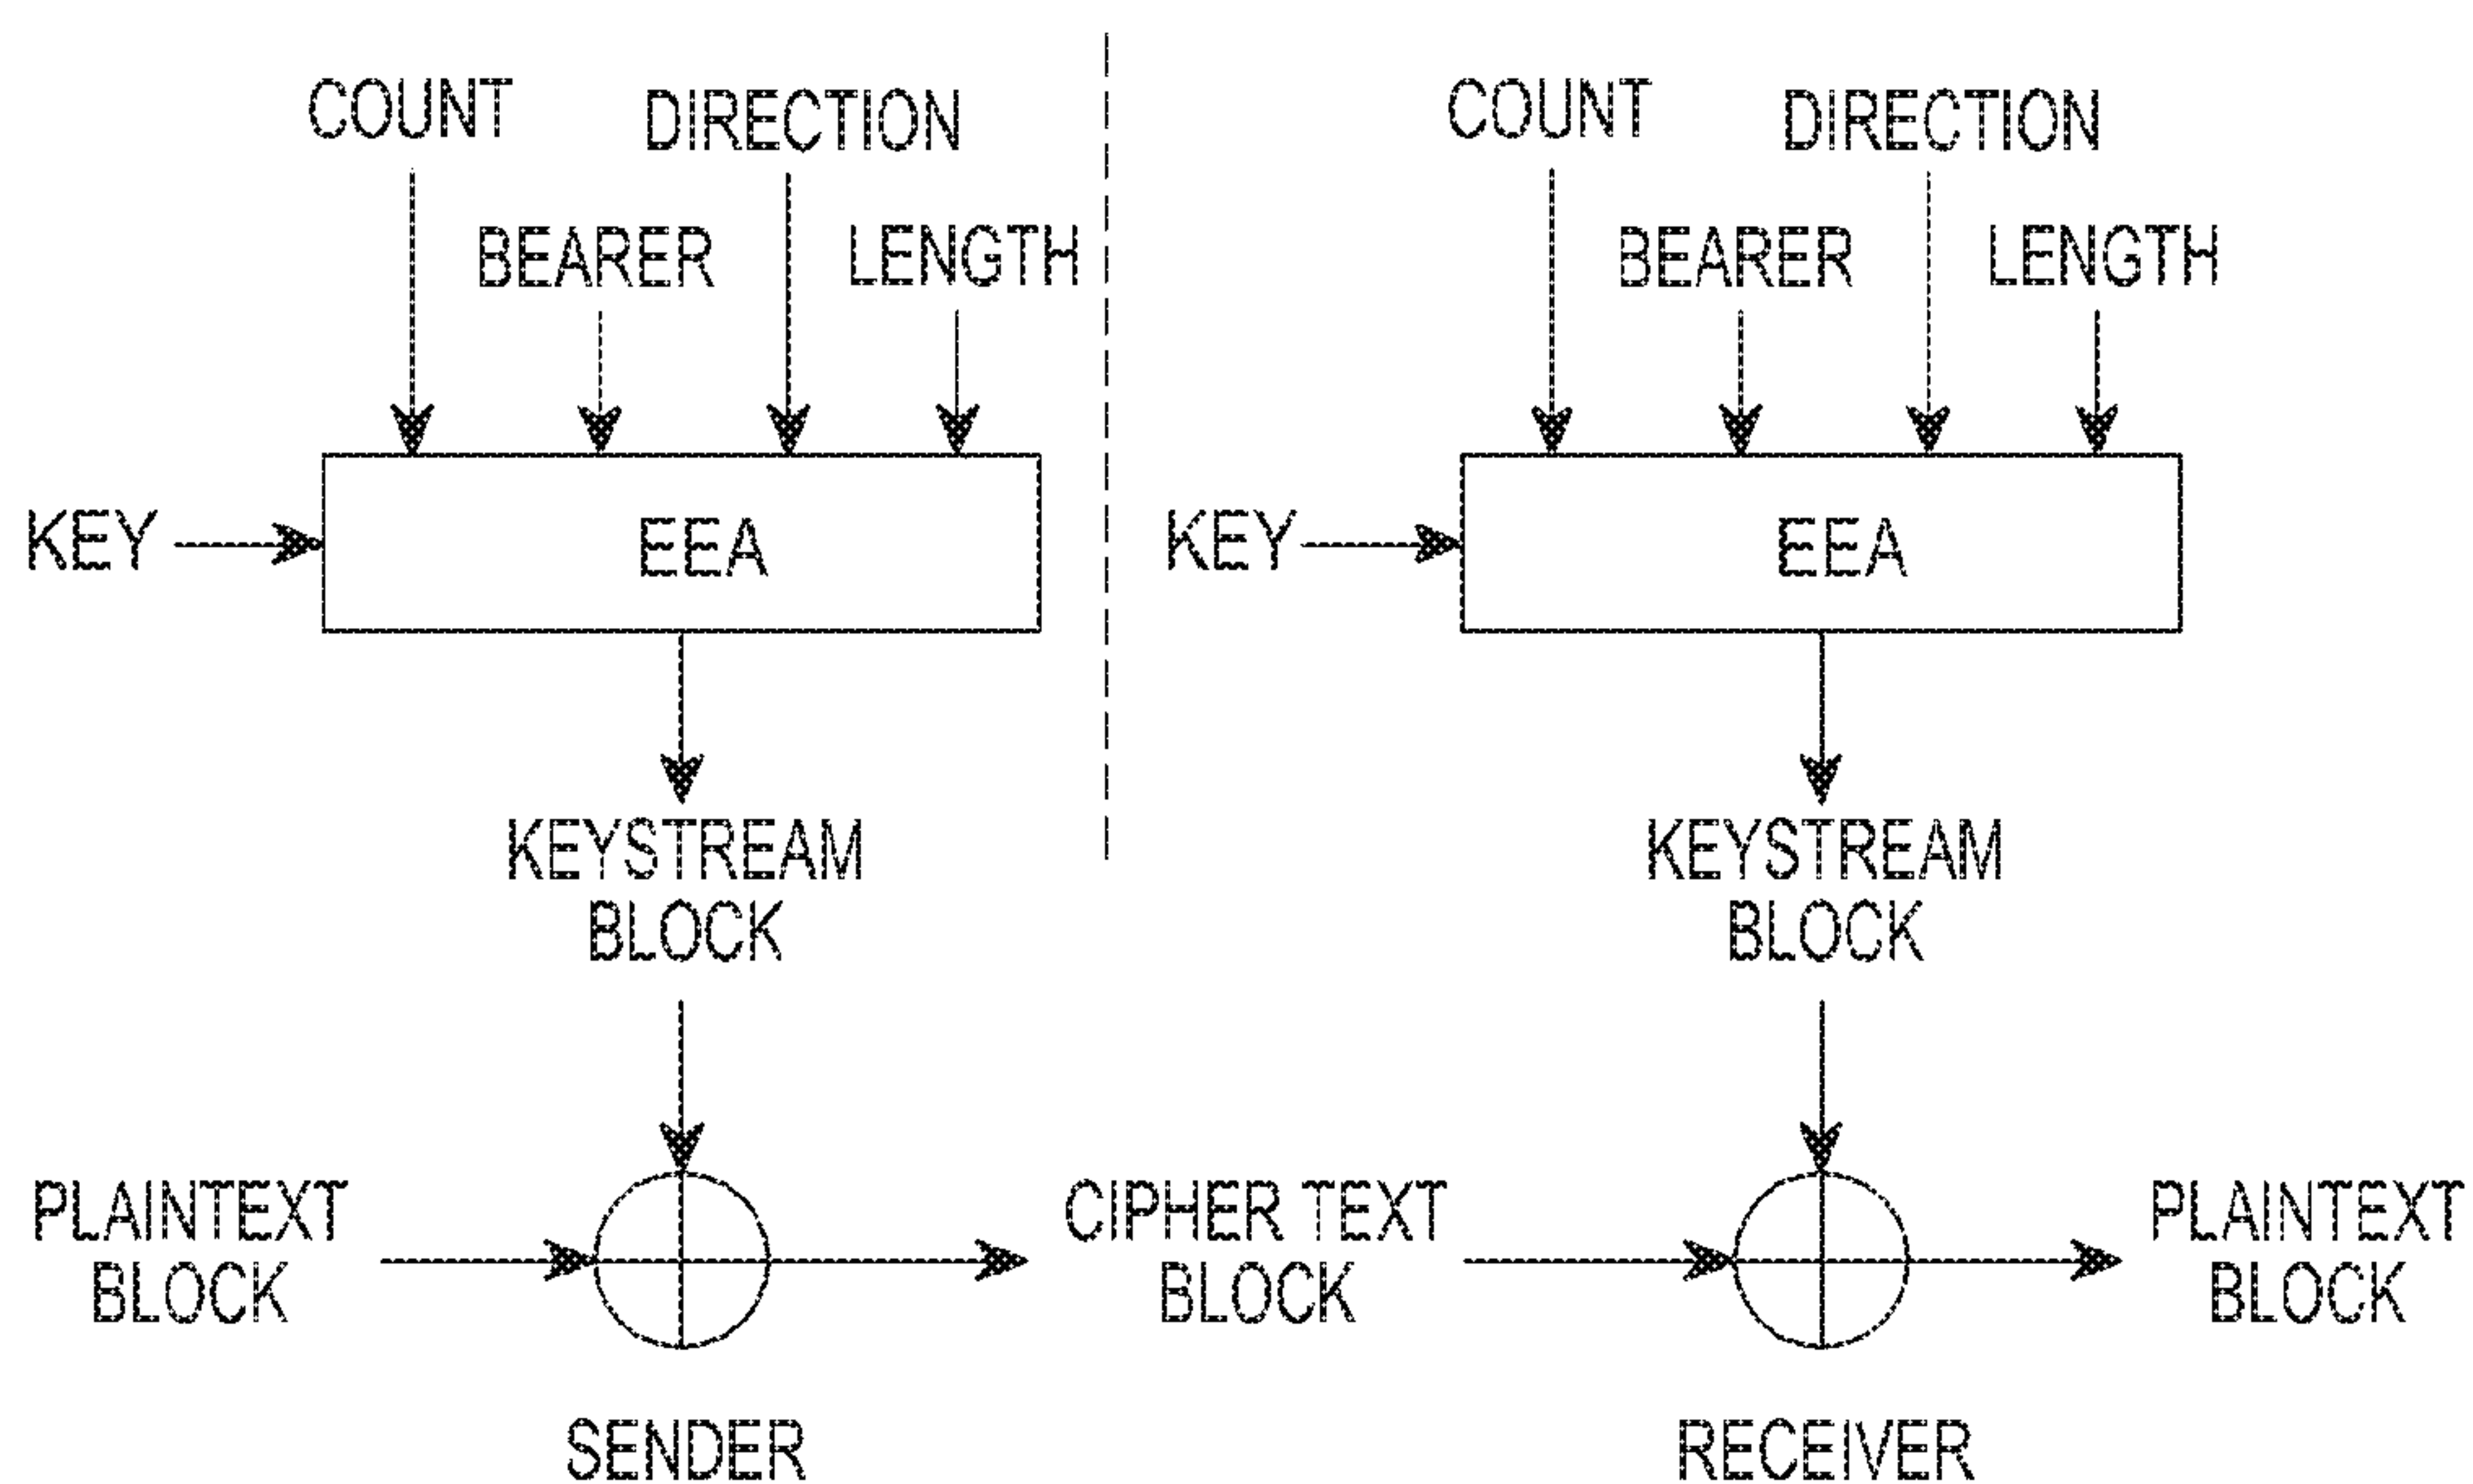 COUNT
DIRECTION
BEARER
LENGTH
KEY
EEA
KEYSTREAM
BLOCK
PLAINTEXT
BLOCK
SENDER
COUNT
DIRECTION
BEARER
LENGTH
KEY
EEA
KEYSTREAM
BLOCK
CIPHER TEXT
BLOCK
PLAINTEXT
BLOCK
RECEIVER